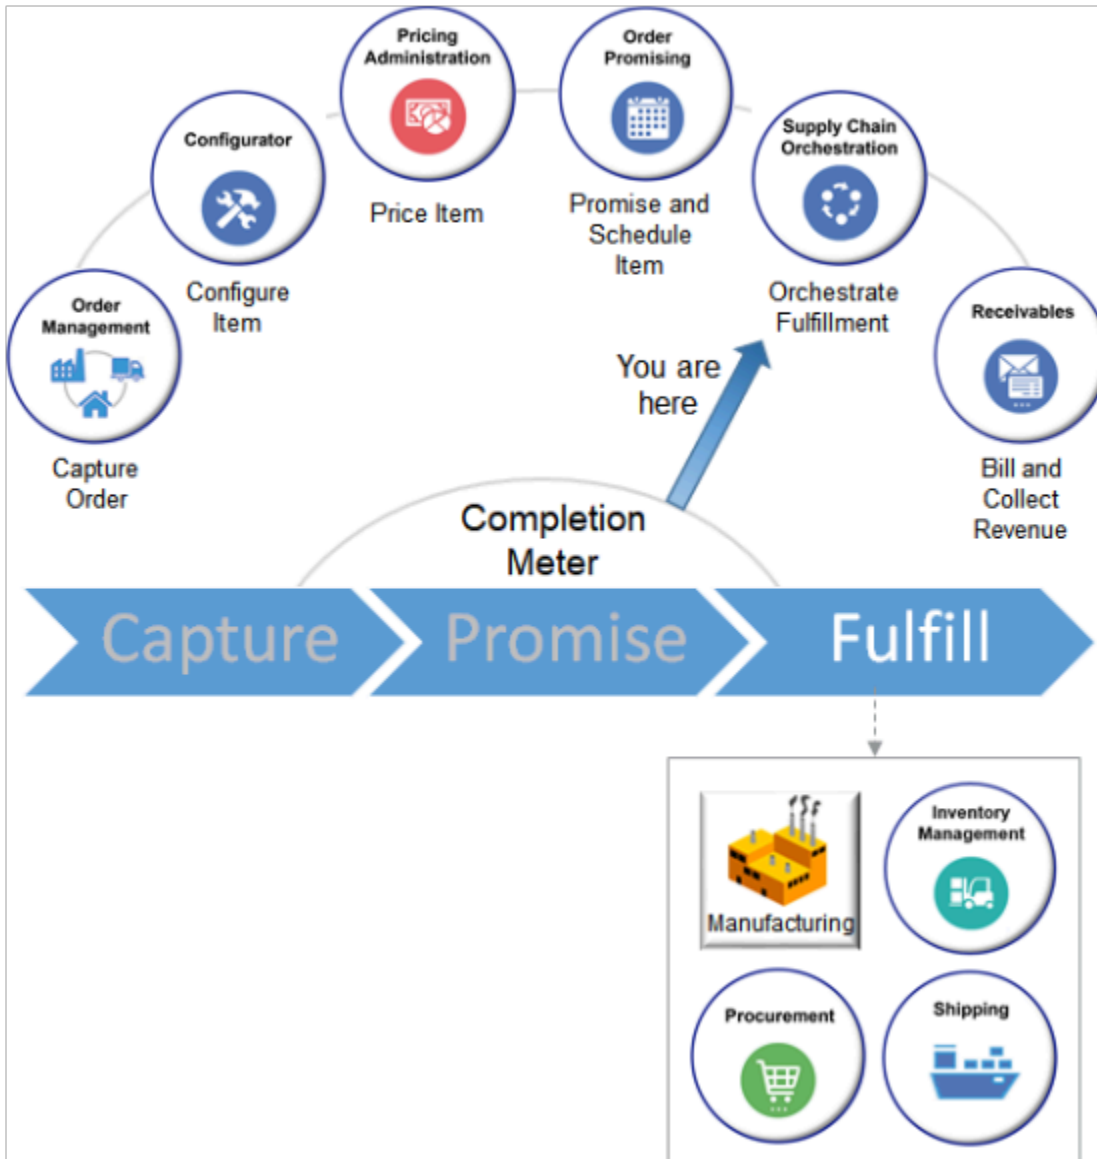 Pricing
Administration
Order
Promising
Configurator
Supply Chain
Orchestration
Price Item
Promise and
Schedule
Item
Order
Management
Configure
Item
Orchestrate
Fulfillment
Receivables
You are
here
Capture
Order
Bill and
Collect
Revenue
Completion
Meter
Capture
Promise
Fulfill
Manufacturing
Inventory
Management
Procurement
Shipping